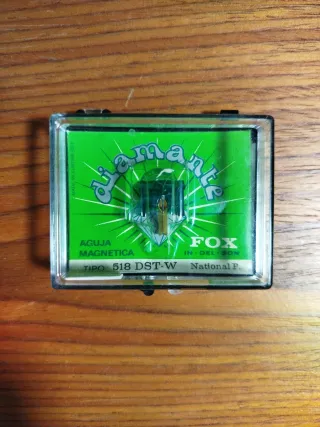 diamante
AGUJA
MAGNETICA
FOX
TIPO: 518 DST-W National P.